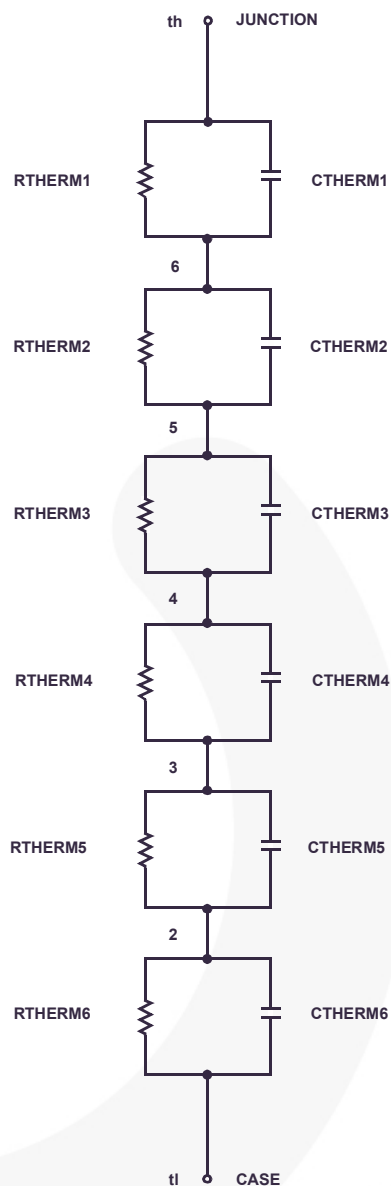 th JUNCTION
RTHERM1 CTHERM1
6
RTHERM2 CTHERM2
5
RTHERM3 CTHERM3
4
RTHERM4 CTHERM4
3
RTHERM5 CTHERM5
2
RTHERM6 CTHERM6
tl CASE